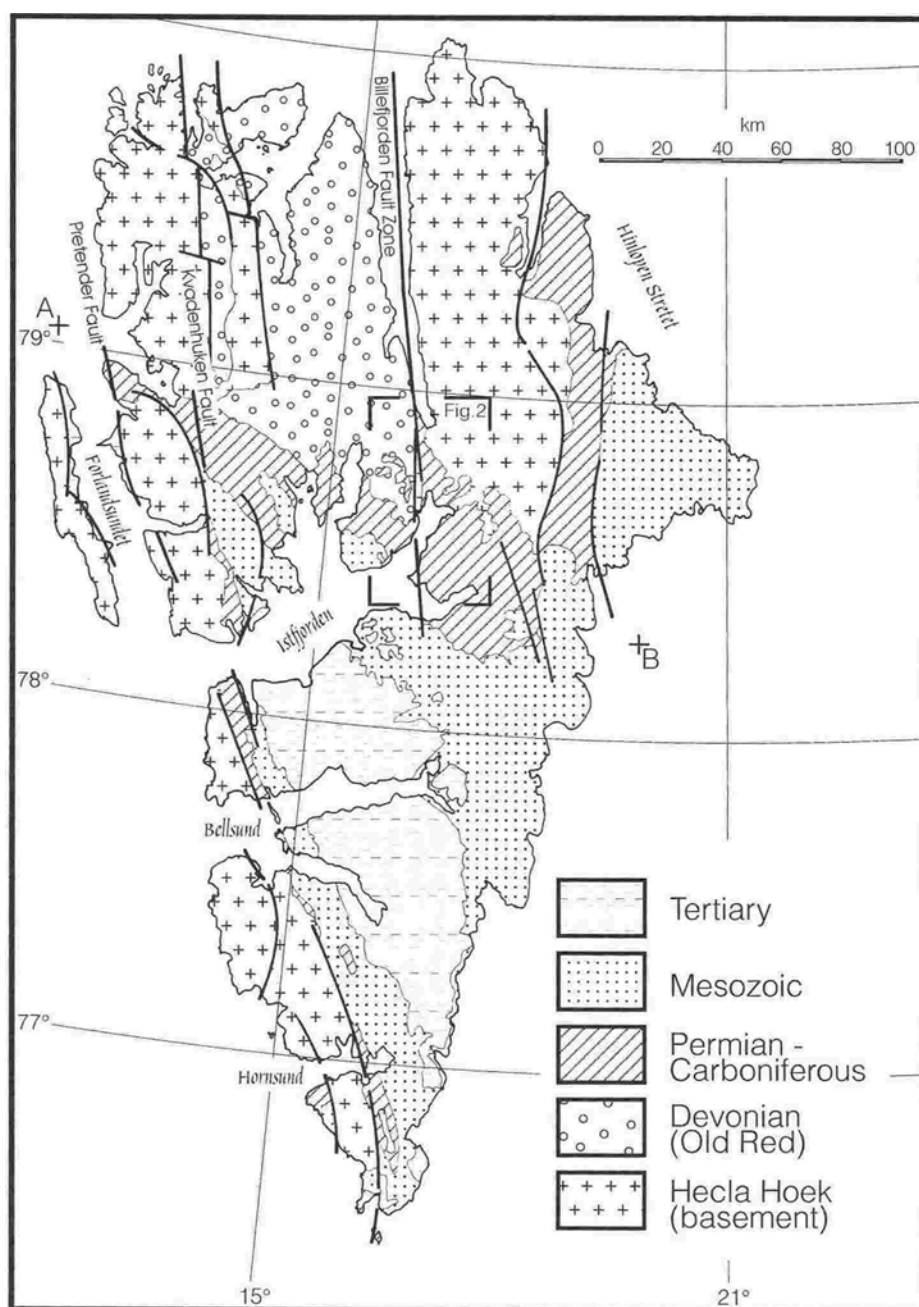 km
0 20 40 60 80 100
Billefjorden Fault Zone
Hinlopen Stretet
Pretender Fault
Kvadenhuken Fault
A
79°
Fig.2
Forlandsundet
Isfjorden
B
78°
Bellsund
Tertiary
Mesozoic
77°
Permian -
Carboniferous
Hornsund
Devonian
(Old Red)
Hecla Hoek
(basement)
15°
21°